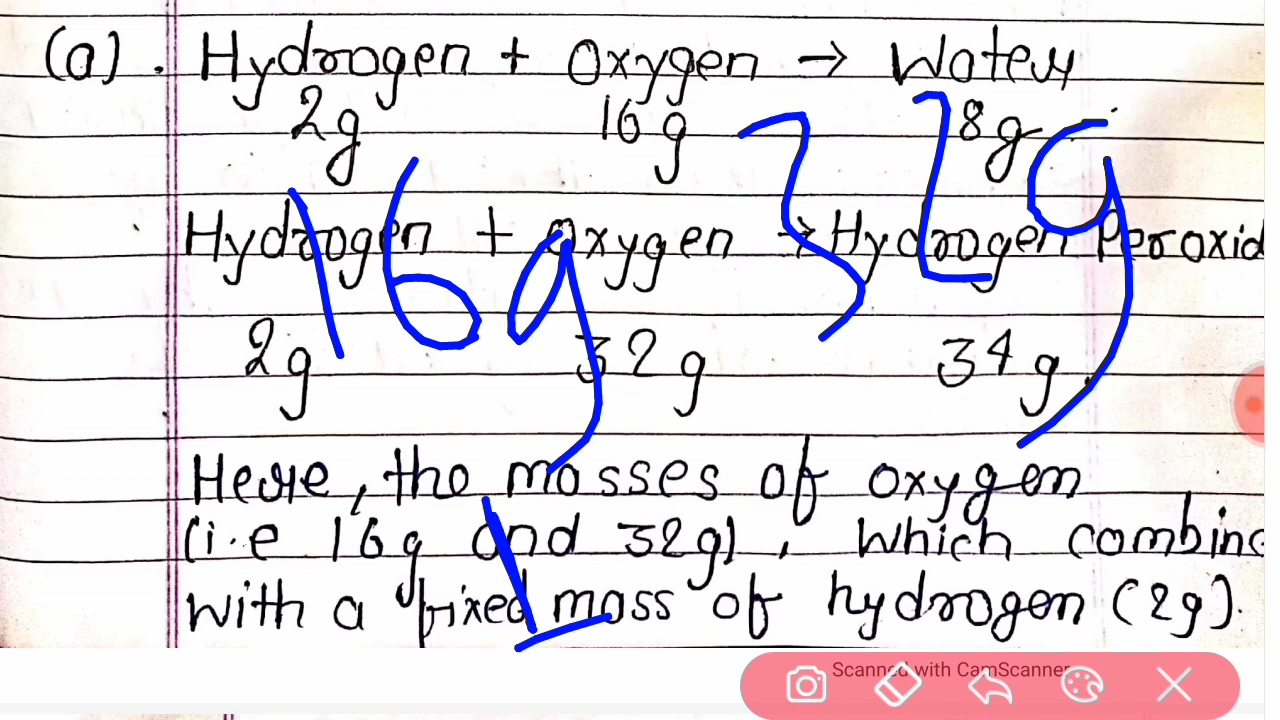 (a). Hydrogen + Oxygen → Water
2g 16g 18g
Hydrogen + Oxygen → Hydrogen Peroxid
2g 32g 34g
16g 32g
Here, the masses of oxygen
(i.e 16g and 32g), which combine
with a fixed mass of hydrogen (2g).
1
Scanned with CamScanner